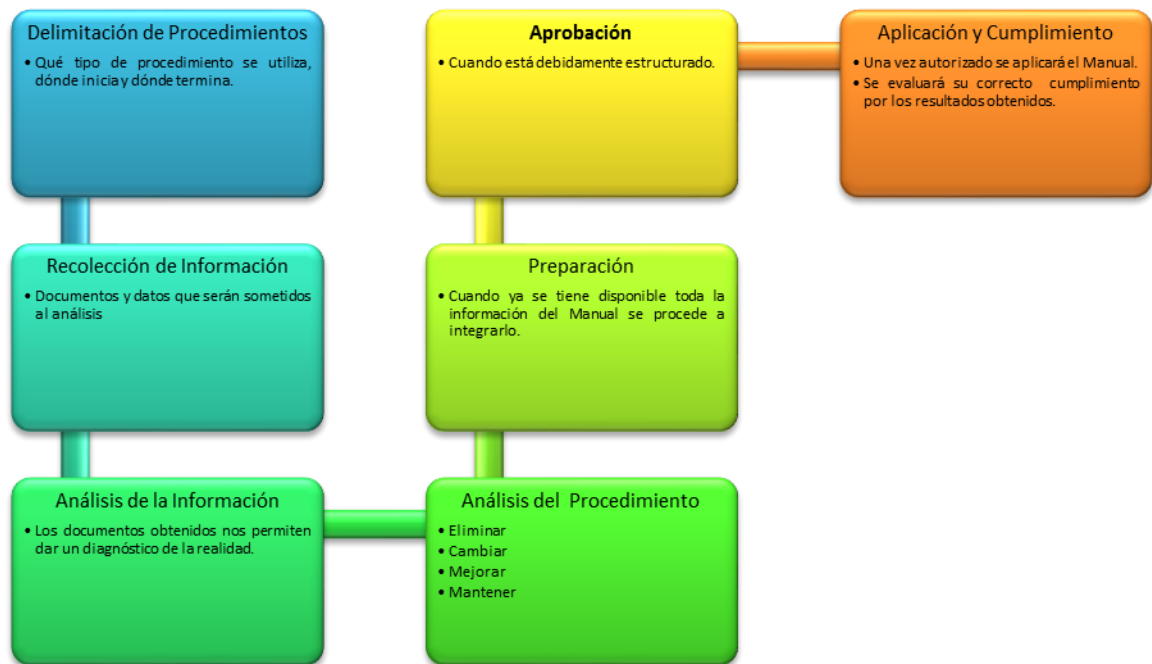 Delimitación de Procedimientos
• Qué tipo de procedimiento se utiliza,
dónde inicia y dónde termina.
Recolección de Información
• Documentos y datos que serán sometidos
al análisis
Análisis de la Información
• Los documentos obtenidos nos permiten
dar un diagnóstico de la realidad.
Análisis del Procedimiento
• Eliminar
• Cambiar
• Mejorar
• Mantener
Preparación
• Cuando ya se tiene disponible toda la
información del Manual se procede a
integrarlo.
Aprobación
• Cuando está debidamente estructurado.
Aplicación y Cumplimiento
• Una vez autorizado se aplicará el Manual.
• Se evaluará su correcto cumplimiento
por los resultados obtenidos.